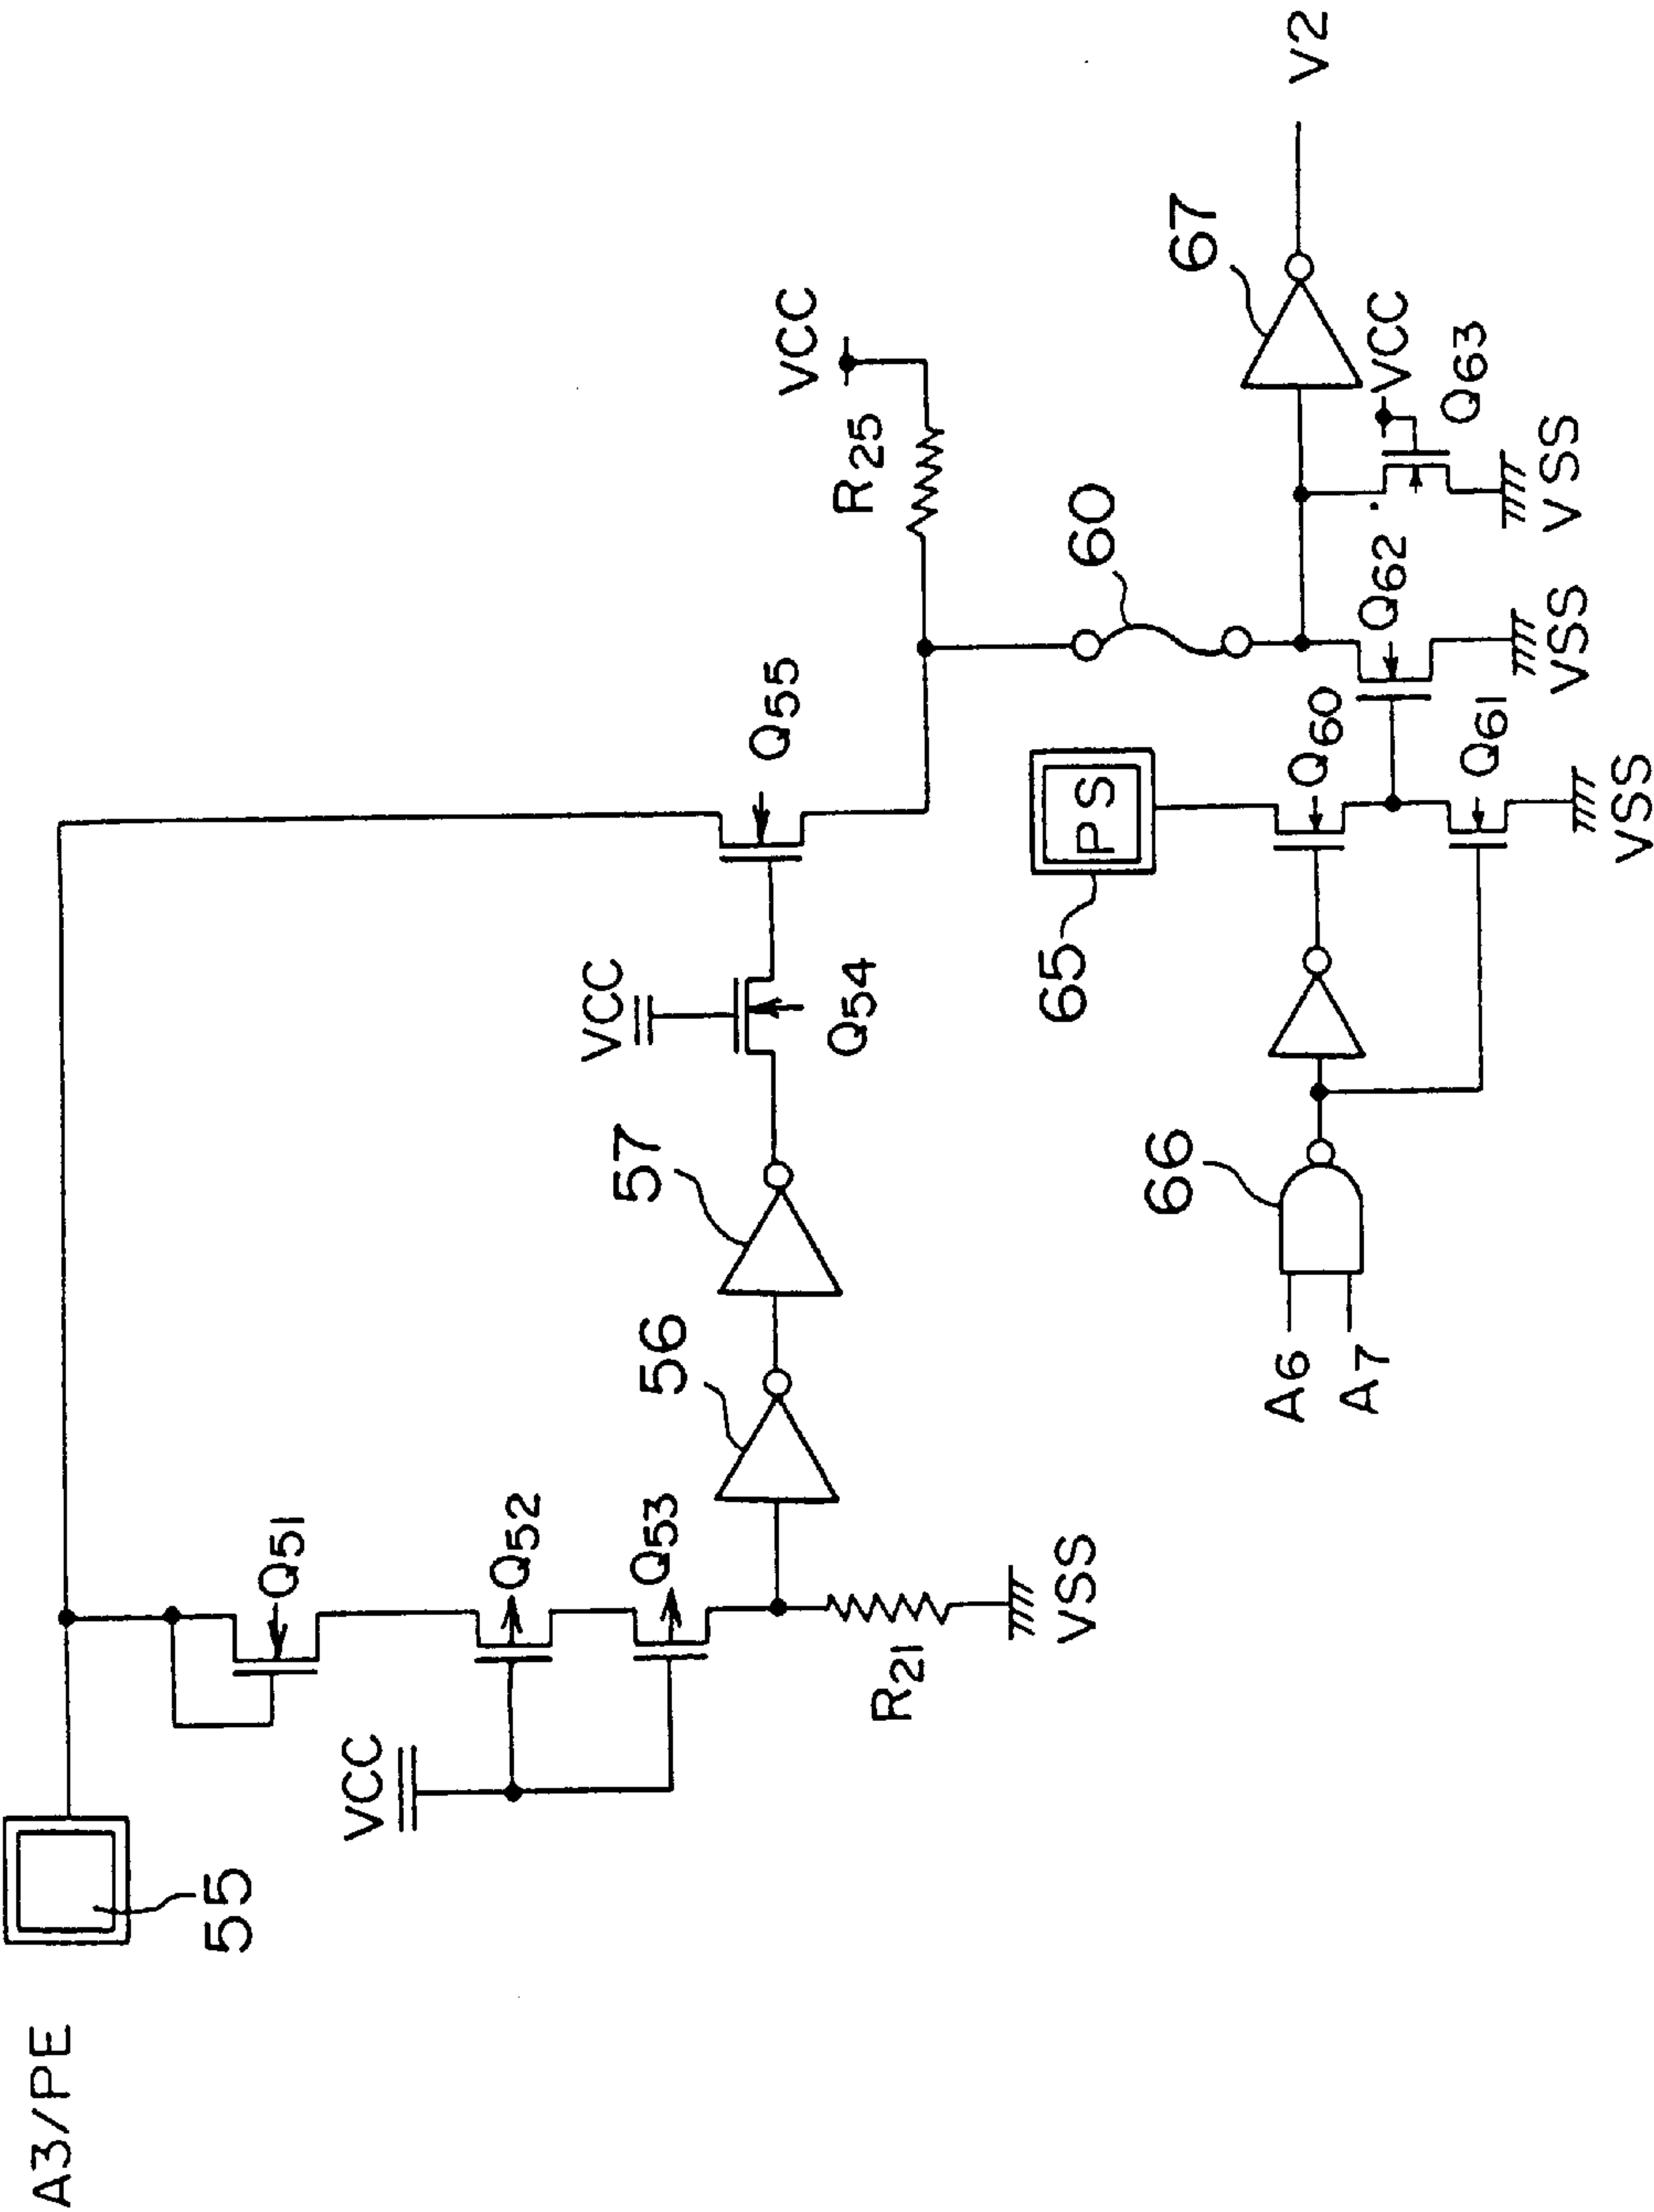 A3/PE
55
VCC
Q51
Q52
Q53
R21
VSS
56
57
VCC
Q54
Q55
R25
VCC
60
65
PS
66
A6
A7
Q60
Q61
VSS
Q62
VSS
67
VCC
Q63
VSS
V2